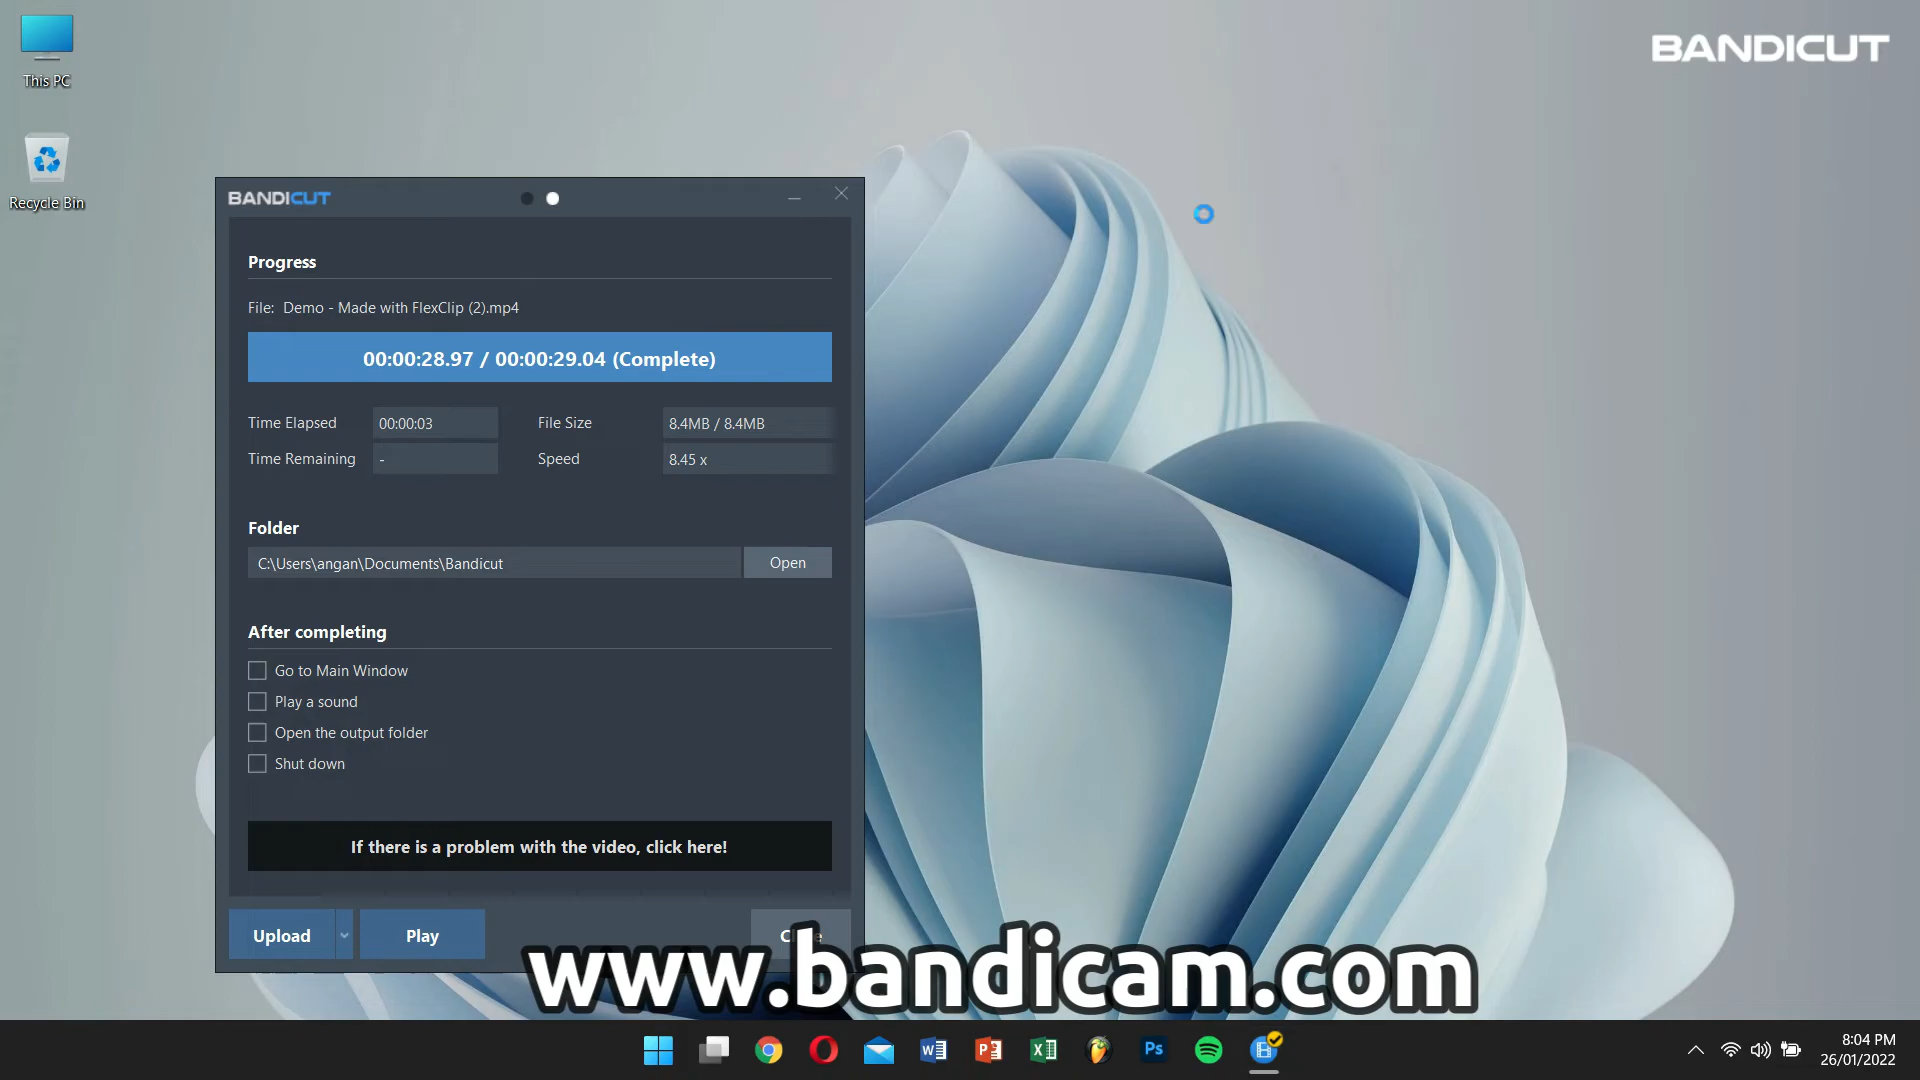 This PC
Recycle Bin
BANDICUT
BANDICUT
Progress
File: Demo - Made with FlexClip (2).mp4
00:00:28.97 / 00:00:29.04 (Complete)
Time Elapsed 00:00:03 File Size 8.4MB / 8.4MB
Time Remaining - Speed 8.45 x
Folder
C:\Users\angan\Documents\Bandicut Open
After completing
Go to Main Window
Play a sound
Open the output folder
Shut down
If there is a problem with the video, click here!
Upload Play
www.bandicam.com
Ps
8:04 PM
26/01/2022